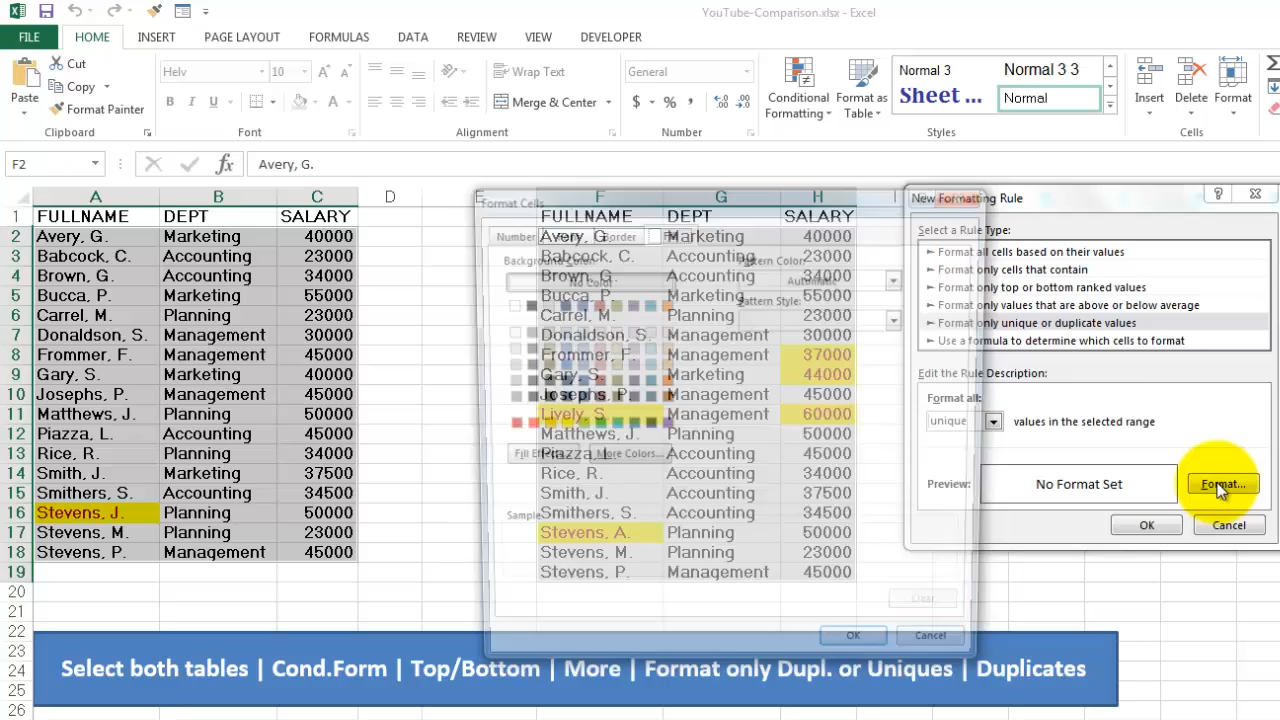 YouTube-Comparison.xlsx - Excel
FILE HOME INSERT PAGE LAYOUT FORMULAS DATA REVIEW VIEW DEVELOPER
Paste
Cut
Copy
Format Painter
Clipboard
Helv 10
B I U
Font
Wrap Text
Merge & Center
Alignment
General
$ % ,
Number
Conditional Formatting
Format as Table
Normal 3 Normal 3 3
Sheet ... Normal
Styles
Insert Delete Format
Cells
F2 fx Avery, G.
A B C D E F G H I
1 FULLNAME DEPT SALARY FULLNAME DEPT SALARY
2 Avery, G. Marketing 40000 Avery, G. Marketing 40000
3 Babcock, C. Accounting 23000 Babcock, C. Accounting 23000
4 Brown, G. Accounting 34000 Brown, G. Accounting 34000
5 Bucca, P. Marketing 55000 Bucca, P. Marketing 55000
6 Carrel, M. Planning 23000 Carrel, M. Planning 23000
7 Donaldson, S. Management 30000 Donaldson, S. Management 30000
8 Frommer, F. Management 45000 Frommer, F. Management 37000
9 Gary, S. Marketing 40000 Gary, S. Marketing 44000
10 Josephs, P. Management 45000 Josephs, P. Management 45000
11 Matthews, J. Planning 50000 Lively, S. Management 60000
12 Piazza, L. Accounting 45000 Matthews, J. Planning 50000
13 Rice, R. Planning 34000 Piazza, L. Accounting 45000
14 Smith, J. Marketing 37500 Rice, R. Accounting 34000
15 Smithers, S. Accounting 34500 Smith, J. Accounting 37500
16 Stevens, J. Planning 50000 Smithers, S. Accounting 34500
17 Stevens, M. Planning 23000 Stevens, A. Planning 50000
18 Stevens, P. Management 45000 Stevens, M. Planning 23000
19 Stevens, P. Management 45000
20
21
22
23
24
25
26
Format Cells
Number Border
Background Color:
No Color
Pattern Color:
Automatic
Pattern Style:
Fill Effects... More Colors...
Sample
Clear
OK Cancel
New Formatting Rule
Select a Rule Type:
► Format all cells based on their values
► Format only cells that contain
► Format only top or bottom ranked values
► Format only values that are above or below average
► Format only unique or duplicate values
► Use a formula to determine which cells to format
Edit the Rule Description:
Format all:
unique values in the selected range
Preview: No Format Set Format...
OK Cancel
Select both tables | Cond.Form | Top/Bottom | More | Format only Dupl. or Uniques | Duplicates